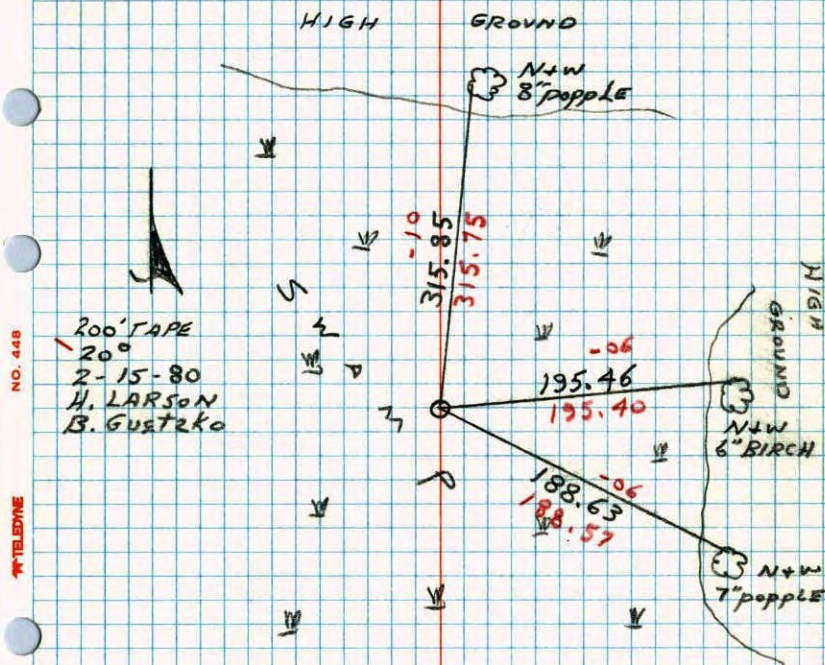 HIGH GROUND
N+W
8" popple
-10
315.85
315.75
SWAMP
HIGH
GROUND
200' TAPE
20°
2-15-80
H. LARSON
B. Gustzko
-06
195.46
195.40
N+W
6" BIRCH
-06
188.63
188.57
N+W
7" popple
NO. 448
TELEDYNE